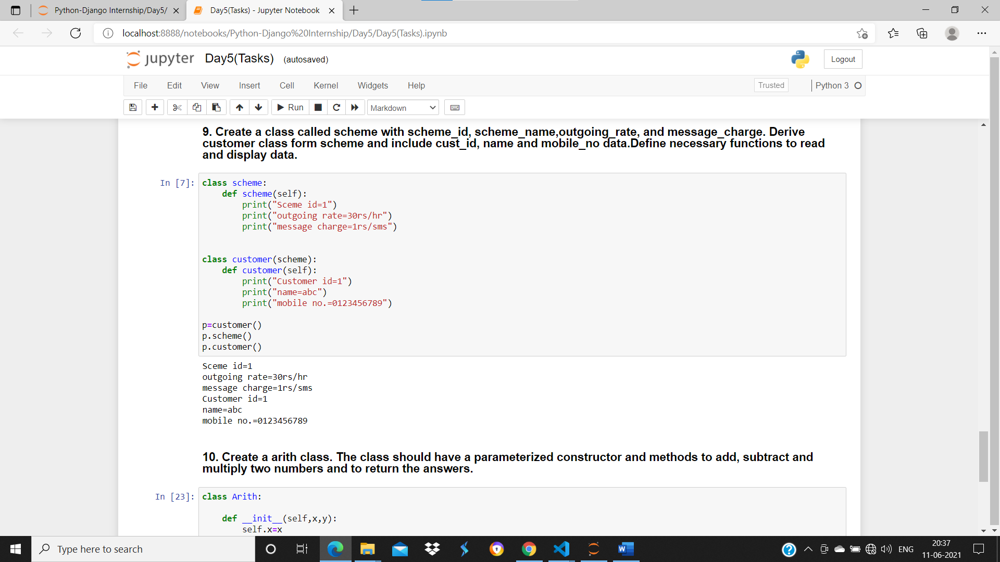 Python-Django Internship/Day5/
Day5(Tasks) - Jupyter Notebook
localhost:8888/notebooks/Python-Django%20Internship/Day5/Day5(Tasks).ipynb
jupyter Day5(Tasks) (autosaved)
Logout
File Edit View Insert Cell Kernel Widgets Help
Trusted
Python 3
Run
Markdown
9. Create a class called scheme with scheme_id, scheme_name,outgoing_rate, and message_charge. Derive
customer class form scheme and include cust_id, name and mobile_no data.Define necessary functions to read
and display data.
In [7]:
class scheme:
    def scheme(self):
        print("Sceme id=1")
        print("outgoing rate=30rs/hr")
        print("message charge=1rs/sms")
class customer(scheme):
    def customer(self):
        print("Customer id=1")
        print("name=abc")
        print("mobile no.=0123456789")
p=customer()
p.scheme()
p.customer()
Sceme id=1
outgoing rate=30rs/hr
message charge=1rs/sms
Customer id=1
name=abc
mobile no.=0123456789
10. Create a arith class. The class should have a parameterized constructor and methods to add, subtract and
multiply two numbers and to return the answers.
In [23]:
class Arith:
    def __init__(self,x,y):
        self.x=x
Type here to search
ENG
20:37
11-06-2021